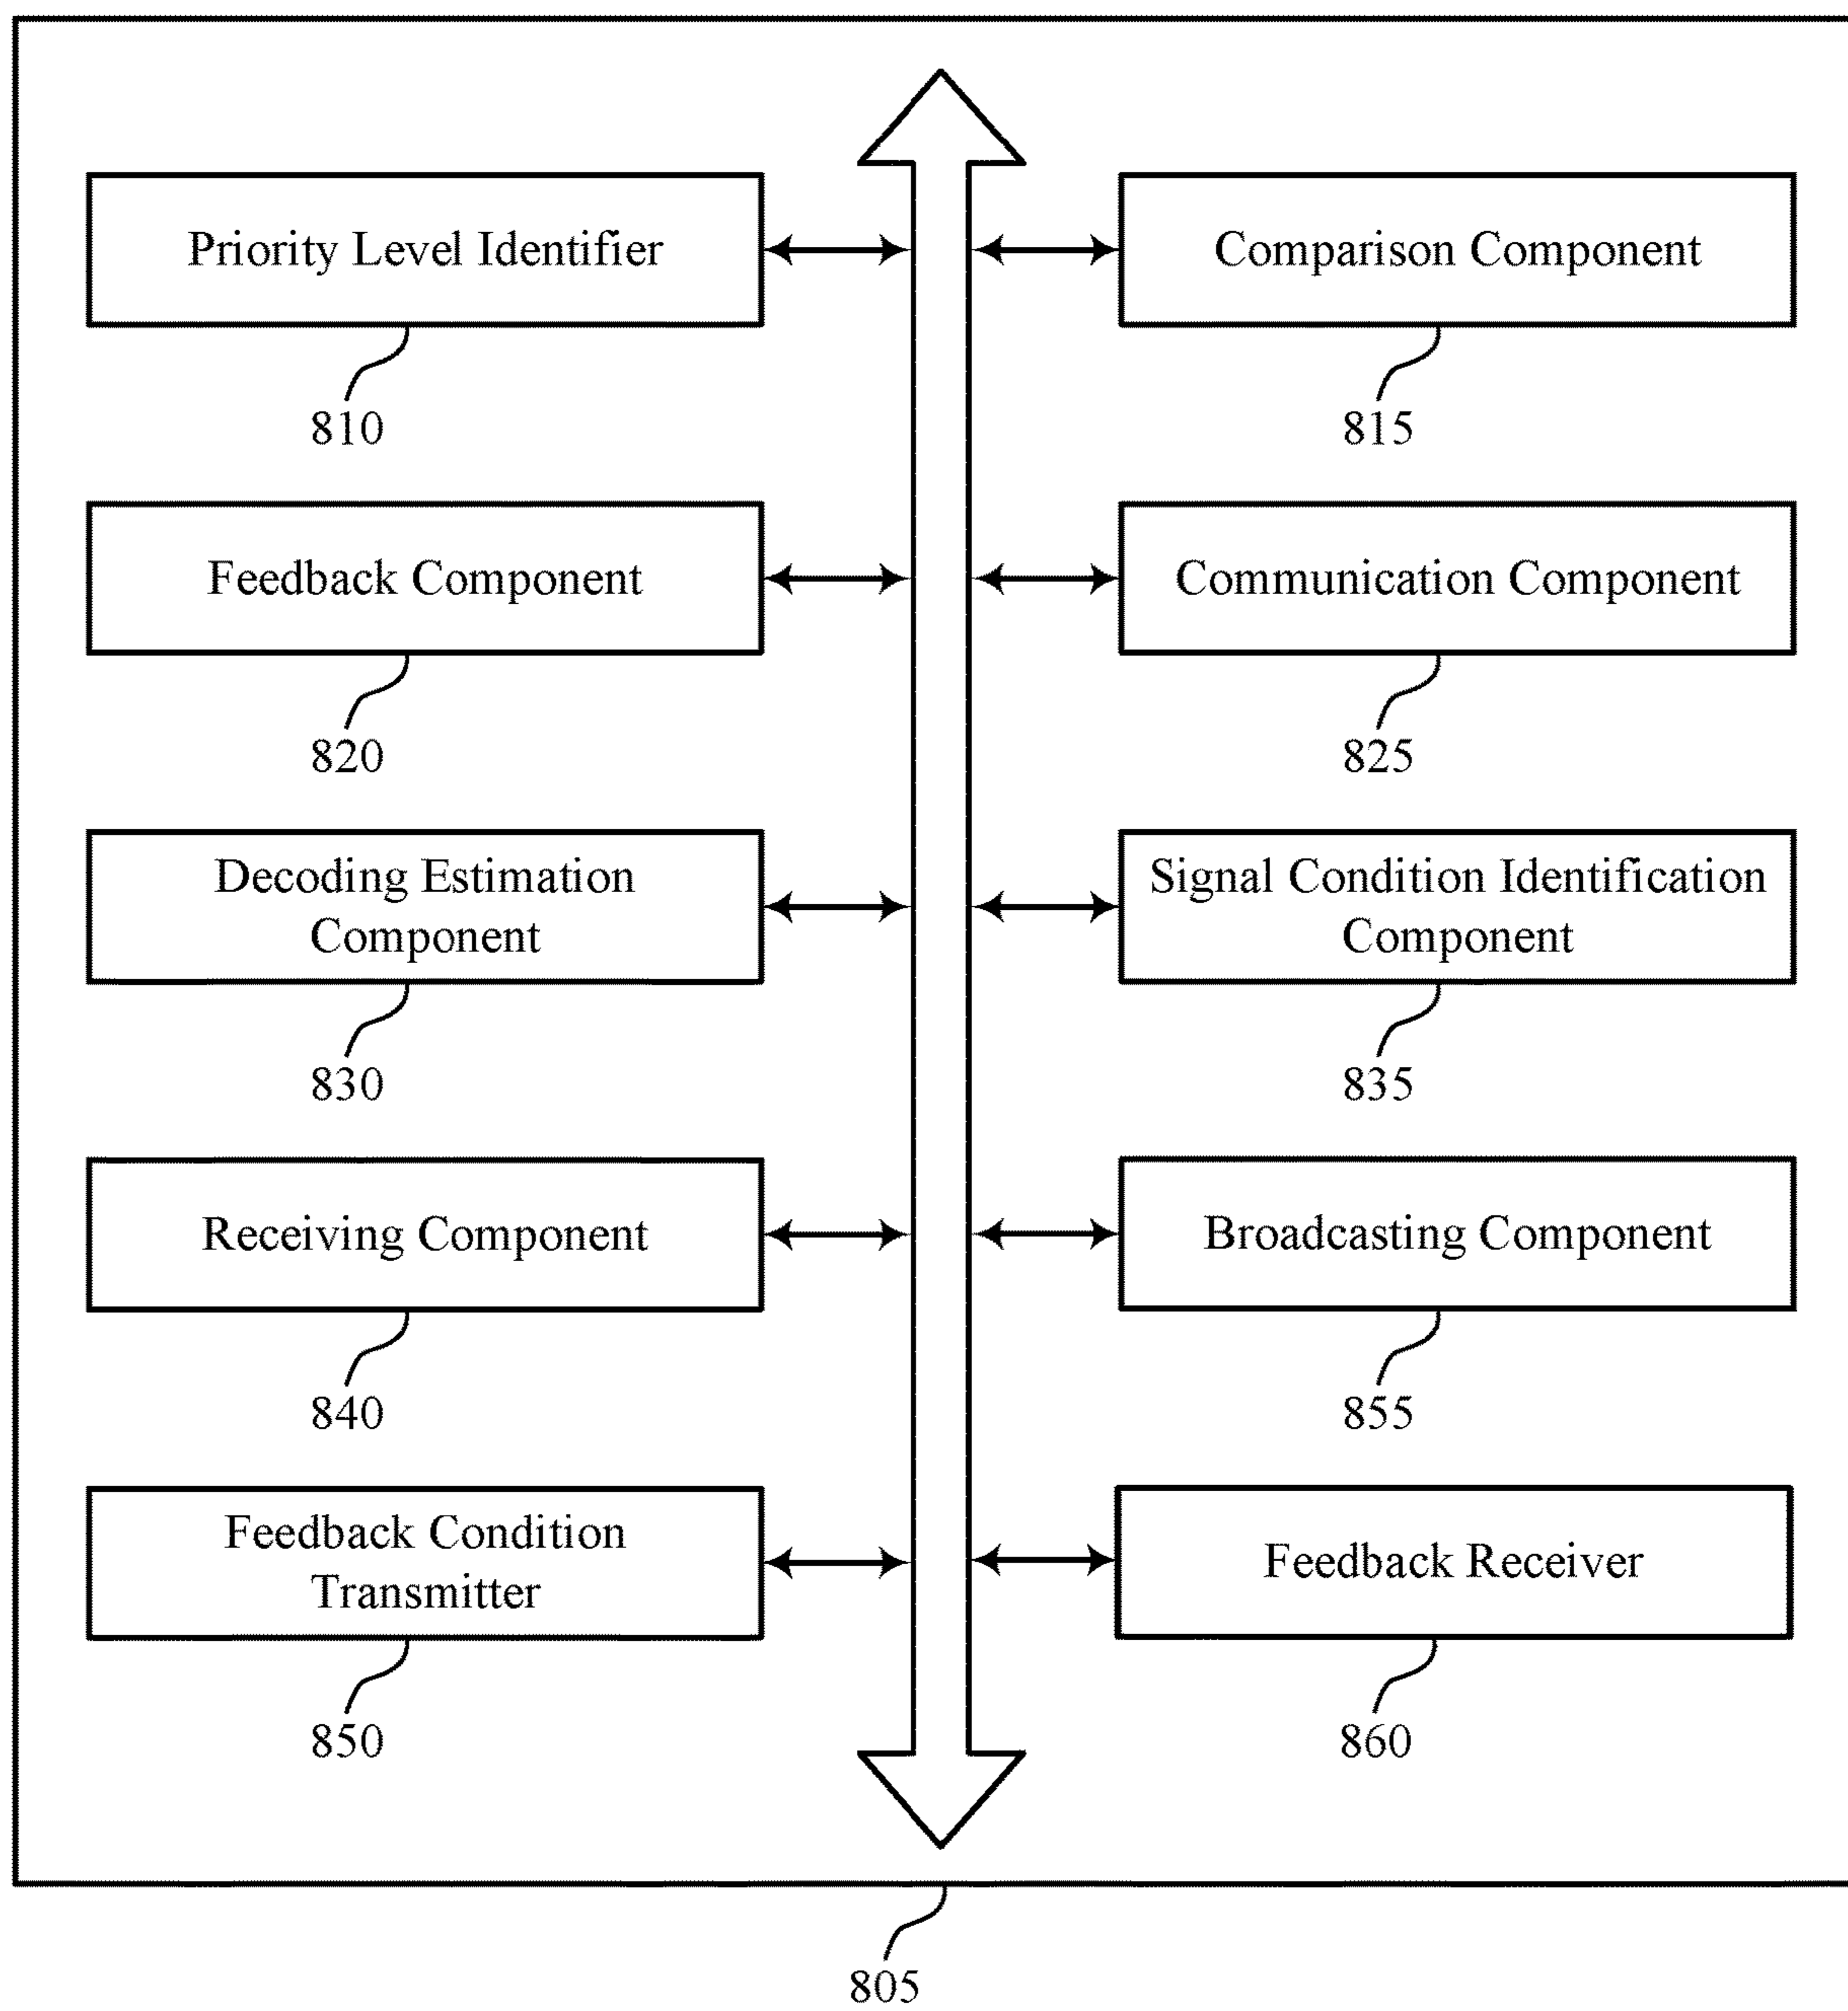 Priority Level Identifier
810
Comparison Component
815
Feedback Component
820
Communication Component
825
Decoding Estimation
Component
830
Signal Condition Identification
Component
835
Receiving Component
840
Broadcasting Component
855
Feedback Condition
Transmitter
850
Feedback Receiver
860
805